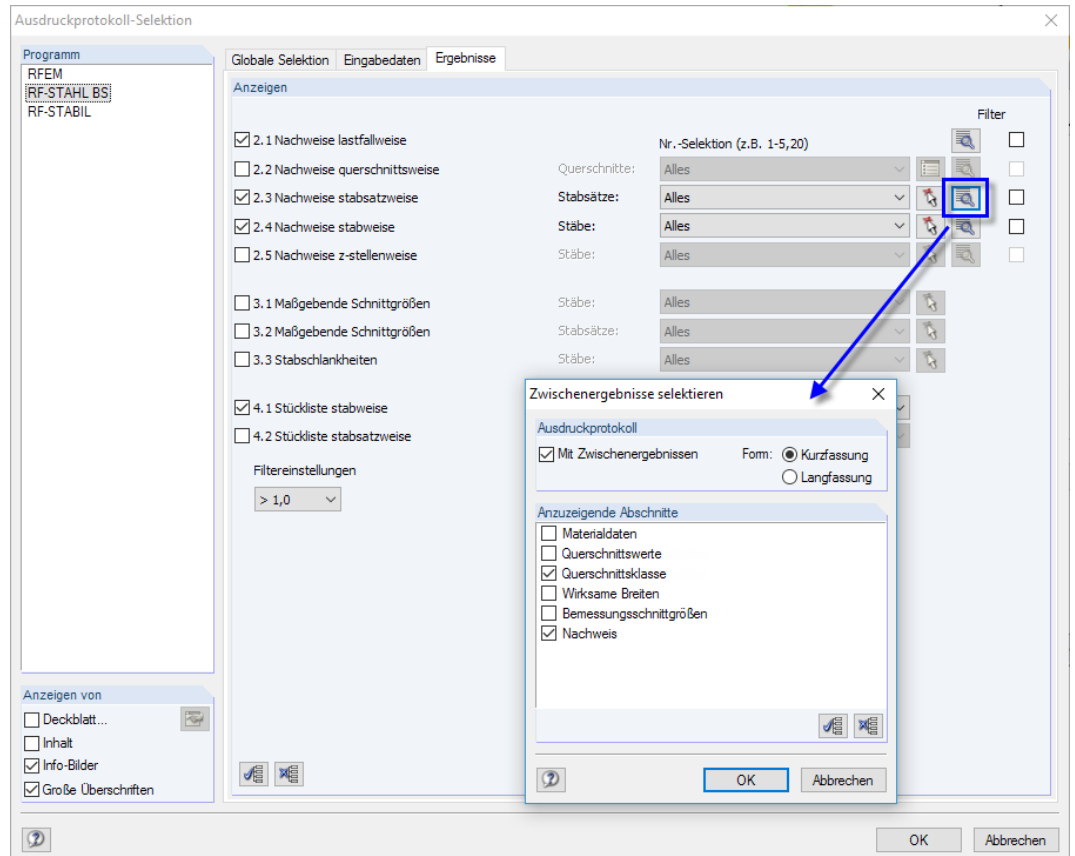 Ausdruckprotokoll-Selektion
Programm
RFEM
RF-STAHL BS
RF-STABIL
Globale Selektion Eingabedaten Ergebnisse
Anzeigen
Filter
2.1 Nachweise lastfallweise Nr.-Selektion (z.B. 1-5,20)
2.2 Nachweise querschnittsweise Querschnitte: Alles
2.3 Nachweise stabsatzweise Stabsätze: Alles
2.4 Nachweise stabweise Stäbe: Alles
2.5 Nachweise z-stellenweise Stäbe: Alles
3.1 Maßgebende Schnittgrößen Stäbe: Alles
3.2 Maßgebende Schnittgrößen Stabsätze: Alles
3.3 Stabschlankheiten Stäbe: Alles
4.1 Stückliste stabweise
4.2 Stückliste stabsatzweise
Filtereinstellungen
> 1,0
Zwischenergebnisse selektieren
Ausdruckprotokoll
Mit Zwischenergebnissen Form: Kurzfassung
Langfassung
Anzuzeigende Abschnitte
Materialdaten
Querschnittswerte
Querschnittsklasse
Wirksame Breiten
Bemessungsschnittgrößen
Nachweis
OK Abbrechen
Anzeigen von
Deckblatt...
Inhalt
Info-Bilder
Große Überschriften
OK Abbrechen